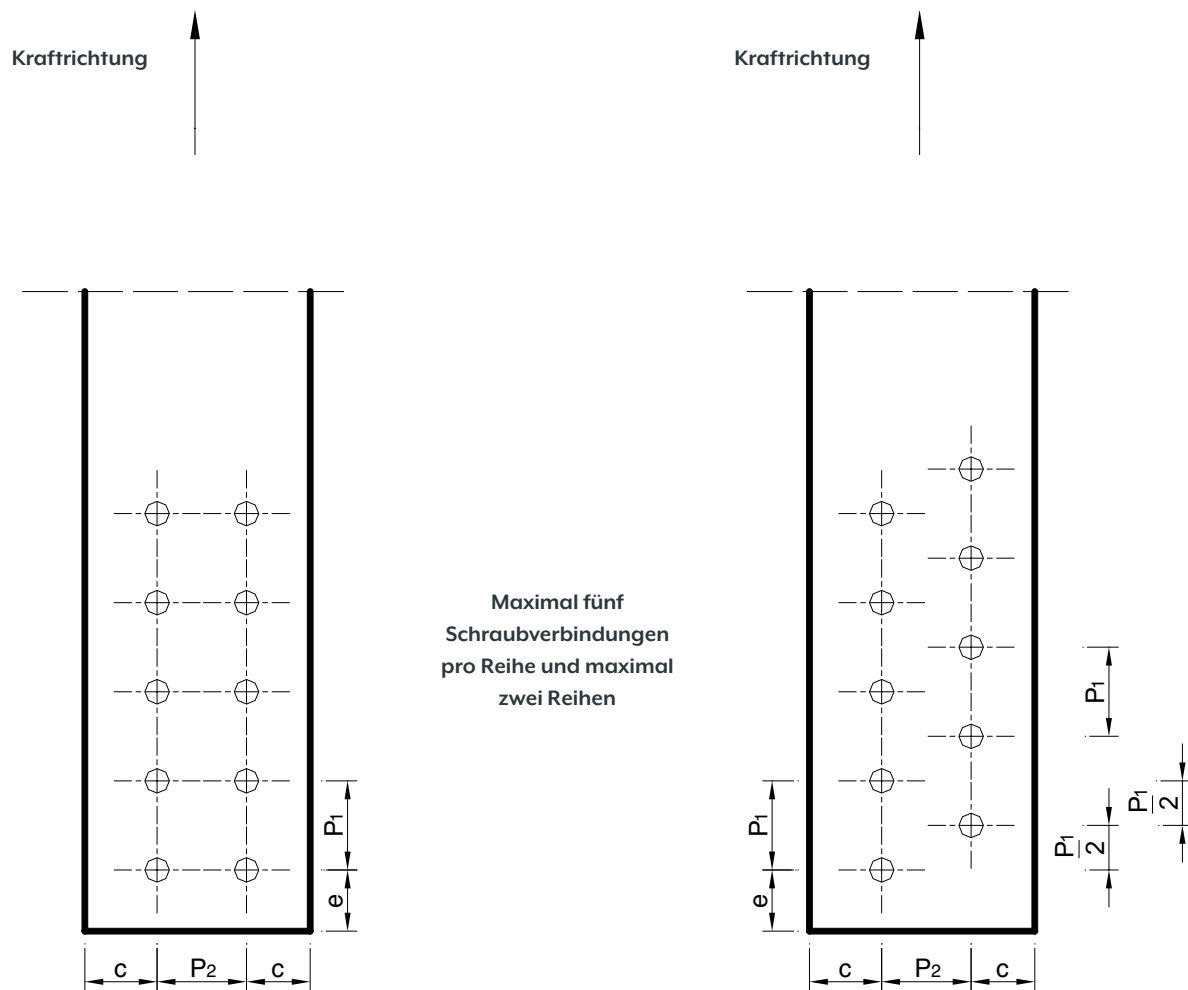 Kraftrichtung
Kraftrichtung
Maximal fünf
Schraubverbindungen
pro Reihe und maximal
zwei Reihen
P1
e
c P2 c
P1
e
c P2 c
P1
P1
2
P1
2